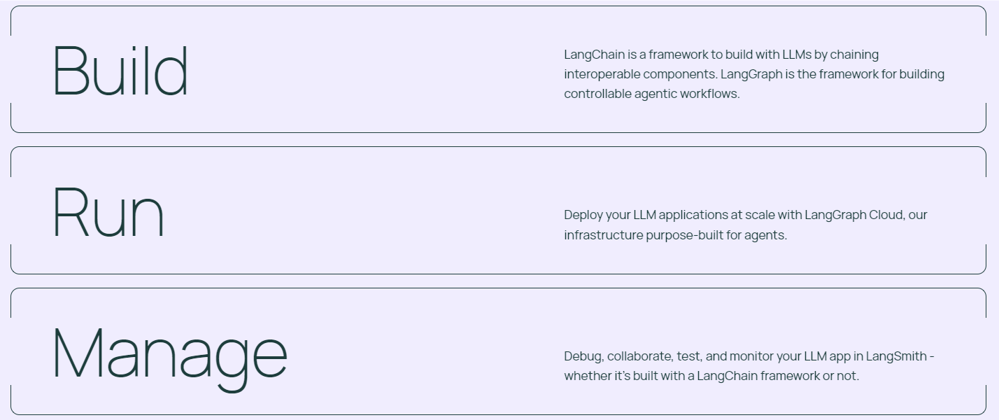 Build
LangChain is a framework to build with LLMs by chaining
interoperable components. LangGraph is the framework for building
controllable agentic workflows.
Run
Deploy your LLM applications at scale with LangGraph Cloud, our
infrastructure purpose-built for agents.
Manage
Debug, collaborate, test, and monitor your LLM app in LangSmith -
whether it's built with a LangChain framework or not.